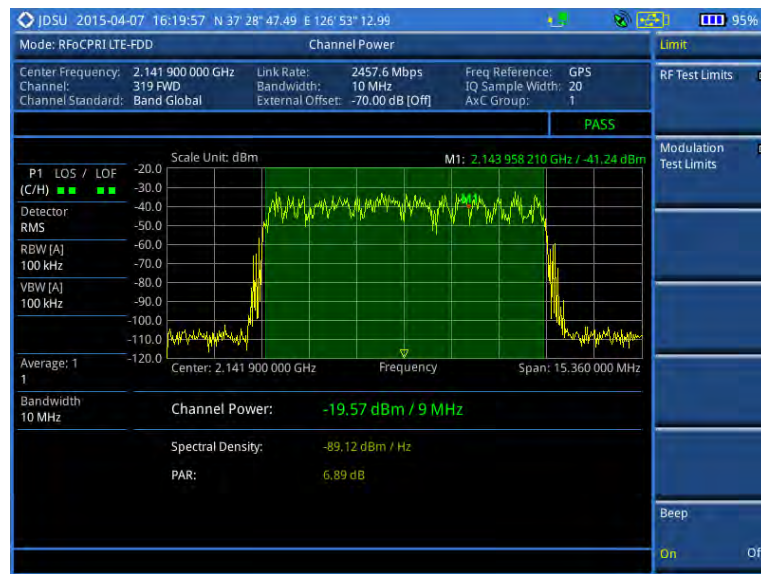 JDSU 2015-04-07 16:19:57 N 37' 28" 47.49 E 126' 53" 12.99 95%
Mode: RFoCPRI LTE-FDD Channel Power Limit
Center Frequency: 2.141 900 000 GHz Link Rate: 2457.6 Mbps Freq Reference: GPS
Channel: 319 FWD Bandwidth: 10 MHz IQ Sample Width: 20
Channel Standard: Band Global External Offset: -70.00 dB [Off] AxC Group: 1
RF Test Limits
PASS
Modulation
Test Limits
Scale Unit: dBm M1: 2.143 958 210 GHz / -41.24 dBm
P1 LOS / LOF
(C/H)
Detector
RMS
RBW [A]
100 kHz
VBW [A]
100 kHz
Average: 1
1
Bandwidth
10 MHz
-20.0
-30.0
-40.0
-50.0
-60.0
-70.0
-80.0
-90.0
-100.0
-110.0
-120.0
M1
Center: 2.141 900 000 GHz Frequency Span: 15.360 000 MHz
Channel Power: -19.57 dBm / 9 MHz
Spectral Density: -89.12 dBm / Hz
PAR: 6.89 dB
Beep
On Of